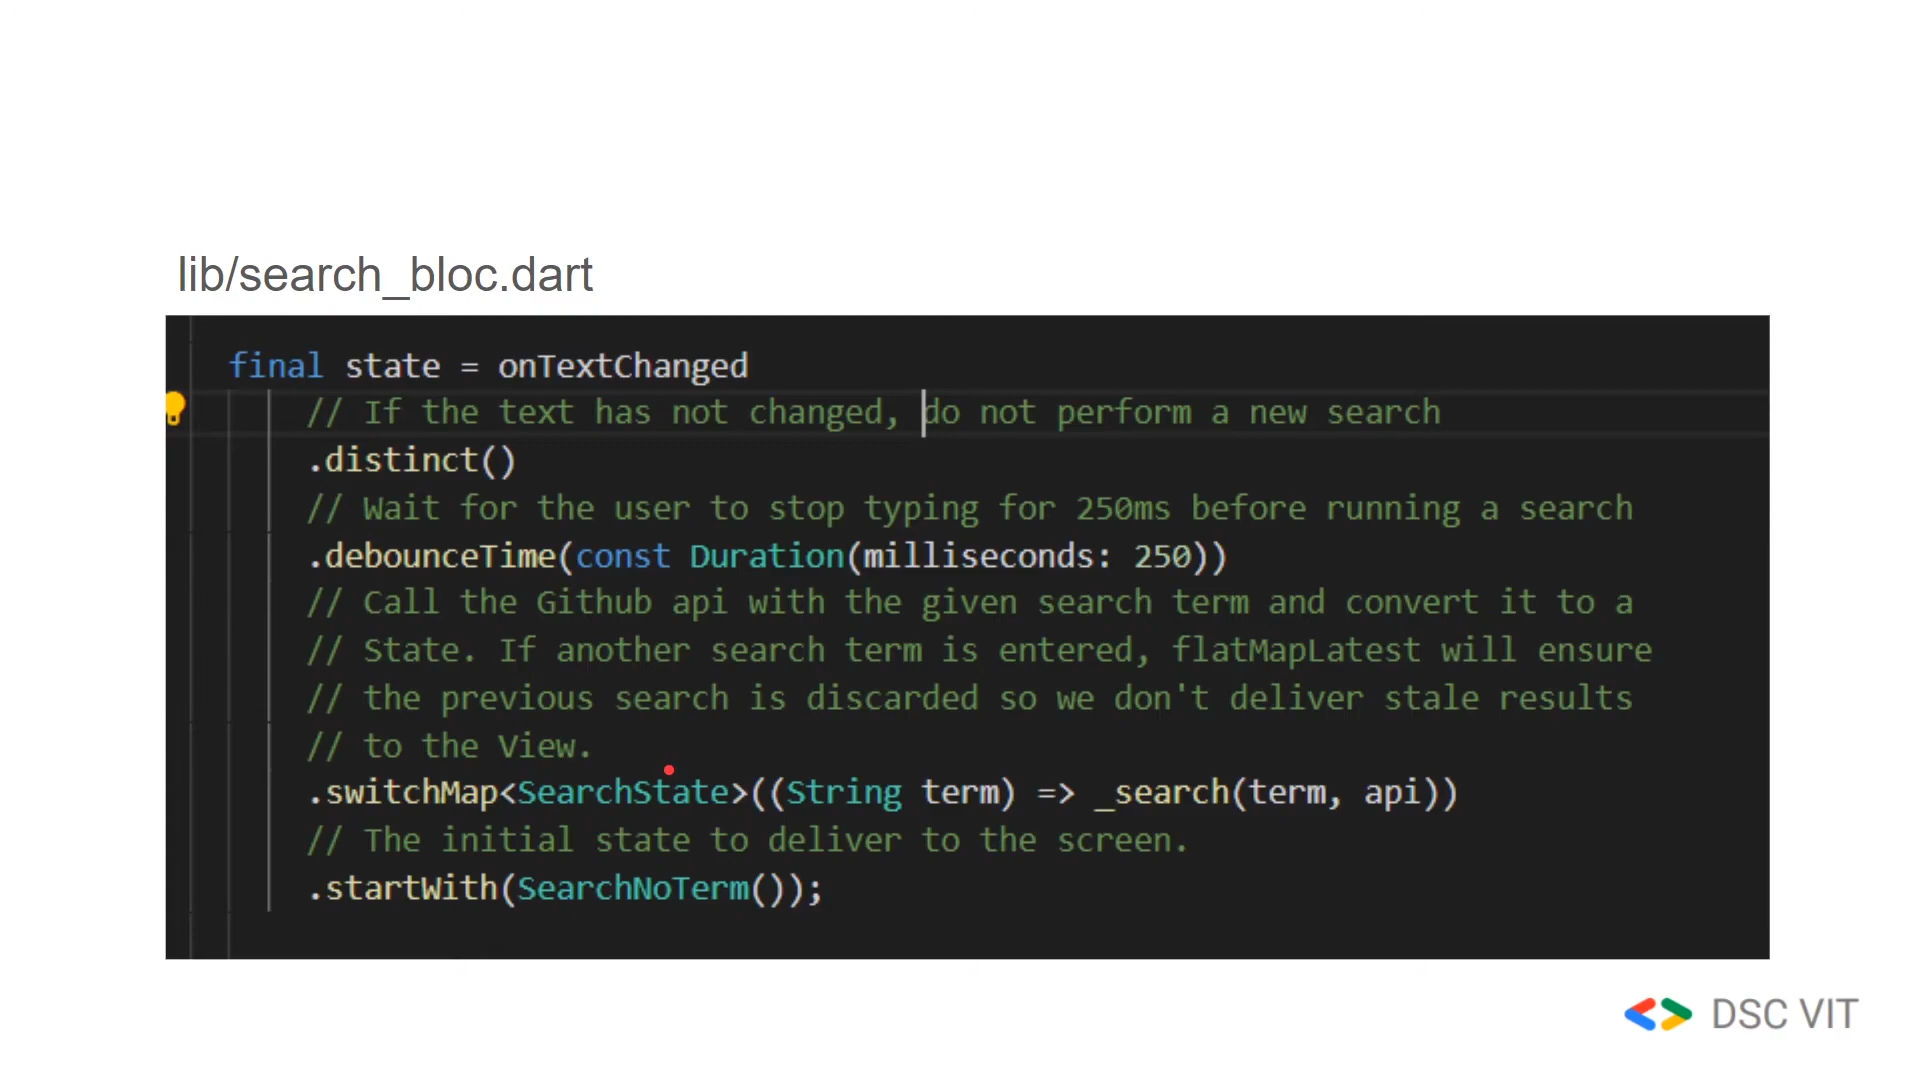 lib/search_bloc.dart
final state = onTextChanged
// If the text has not changed, do not perform a new search
.distinct()
// Wait for the user to stop typing for 250ms before running a search
.debounceTime(const Duration(milliseconds: 250))
// Call the Github api with the given search term and convert it to a
// State. If another search term is entered, flatMapLatest will ensure
// the previous search is discarded so we don't deliver stale results
// to the View.
.switchMap<SearchState>((String term) => _search(term, api))
// The initial state to deliver to the screen.
.startWith(SearchNoTerm());
DSC VIT